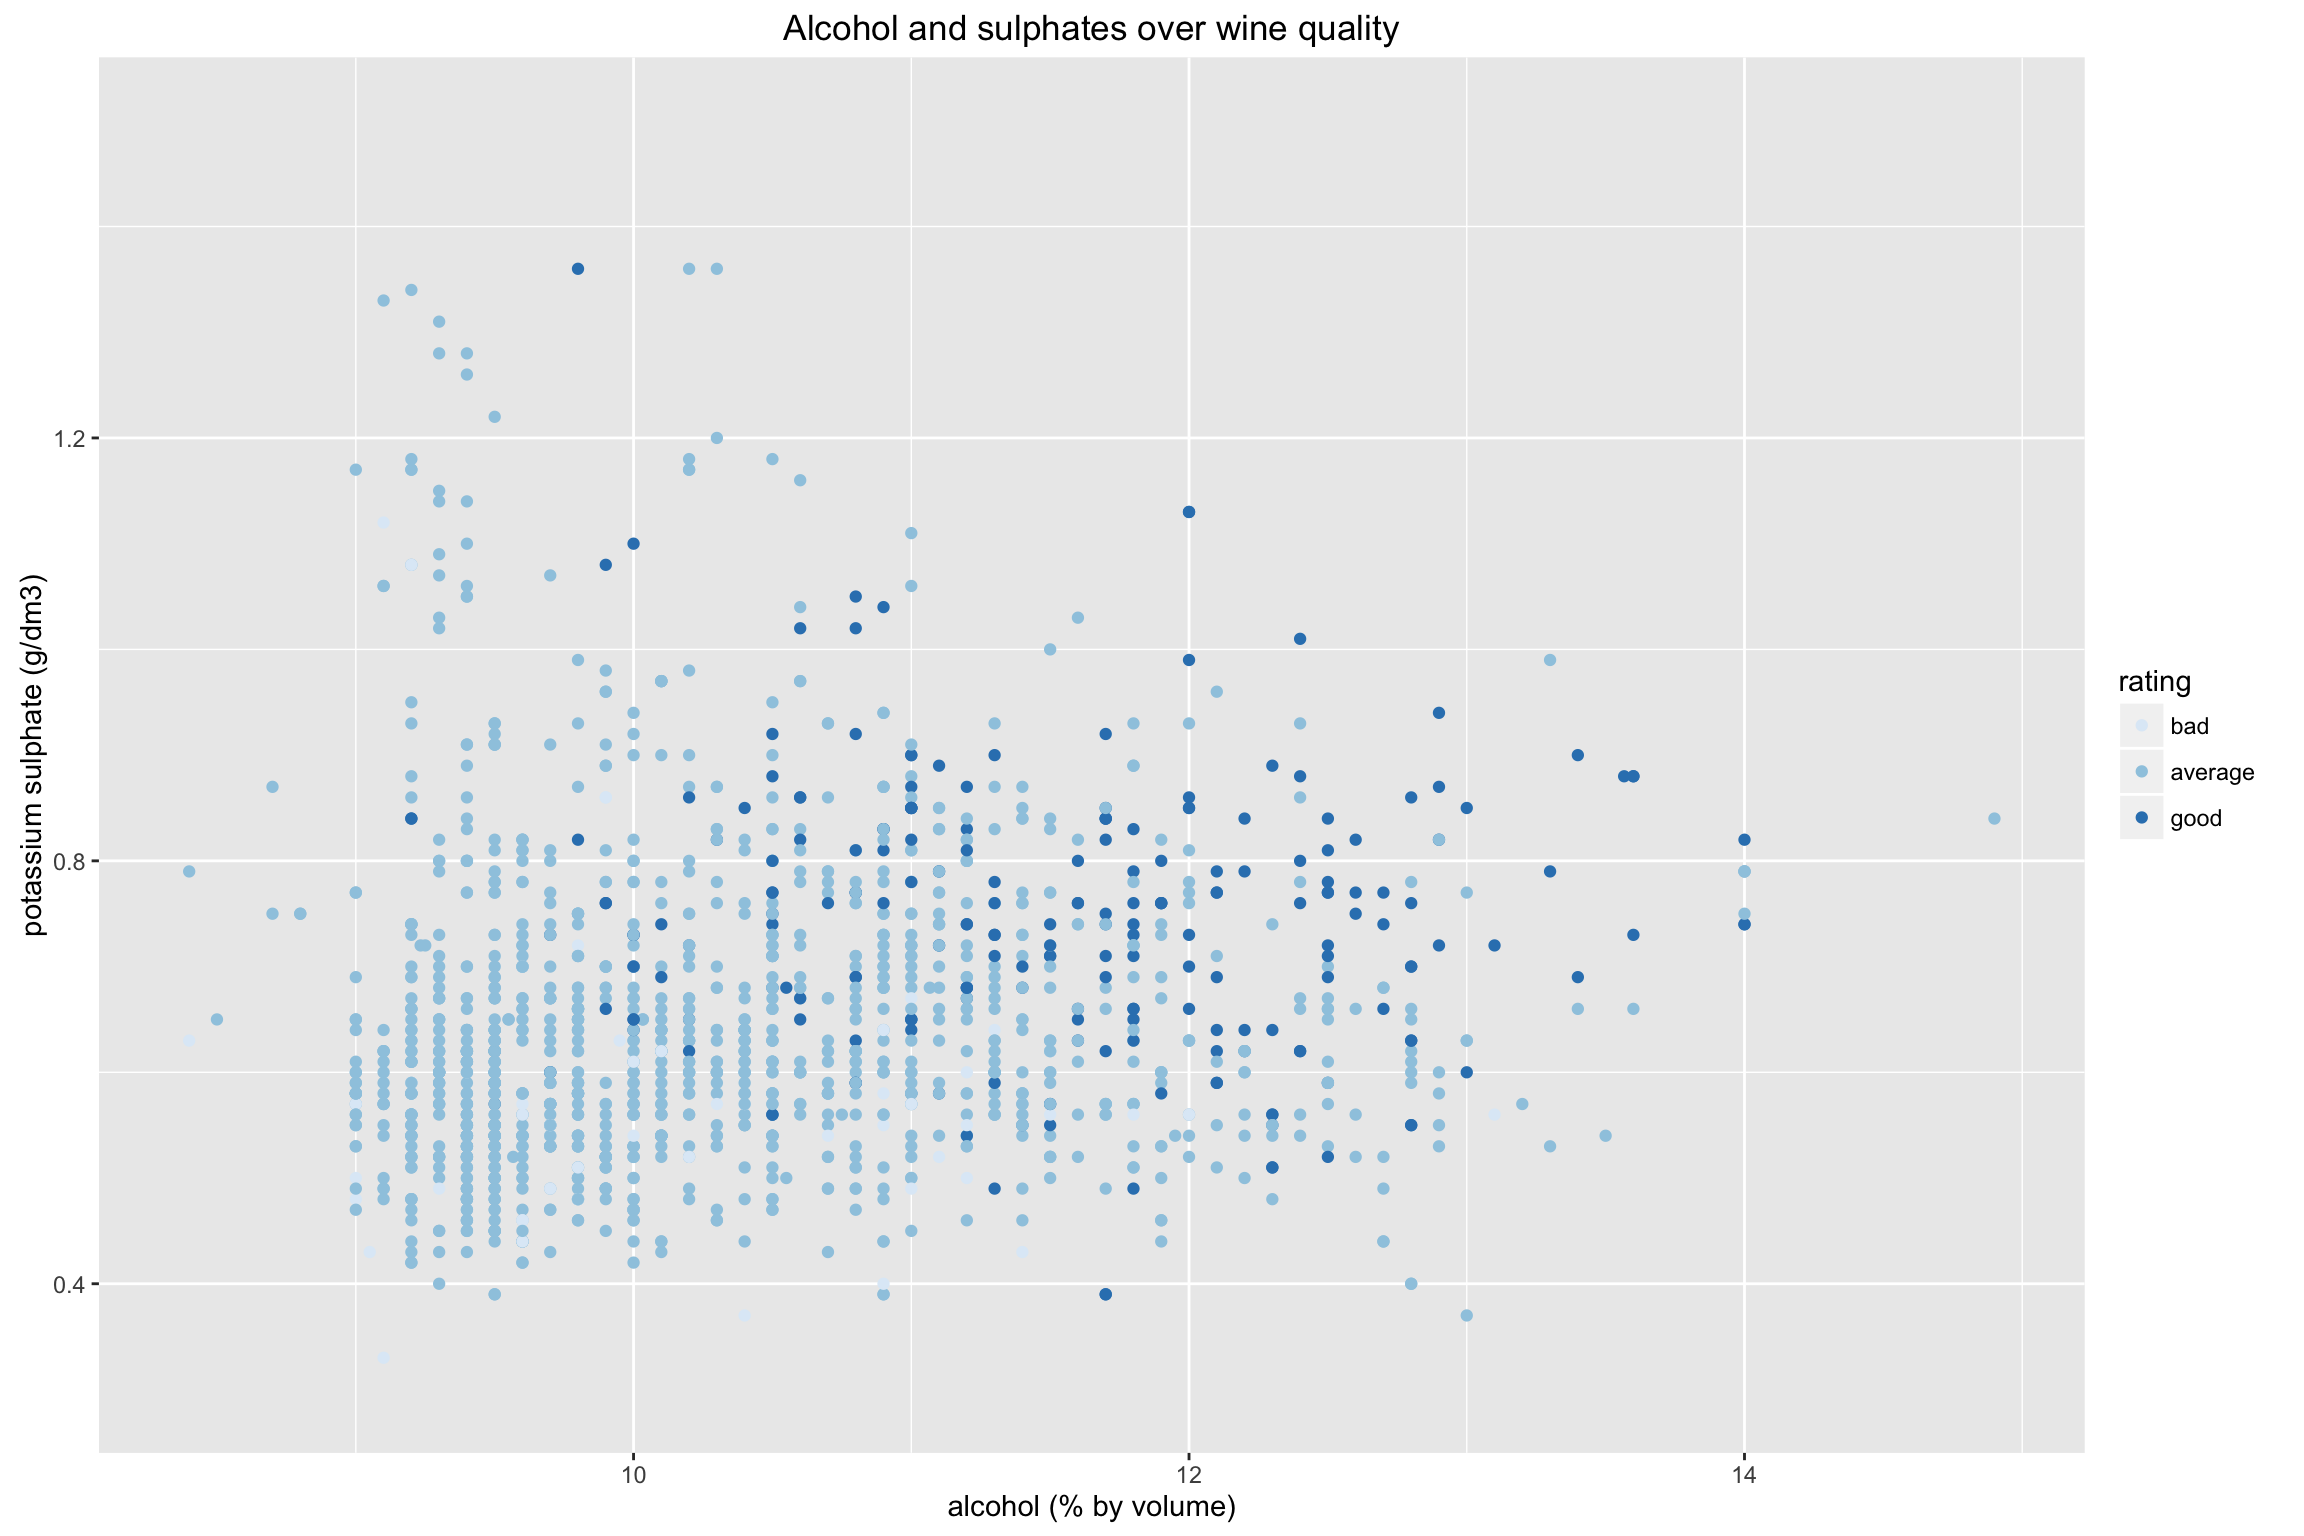 Alcohol and sulphates over wine quality
potassium sulphate (g/dm3)
1.2
0.8
0.4
10
12
14
alcohol (% by volume)
rating
bad
average
good